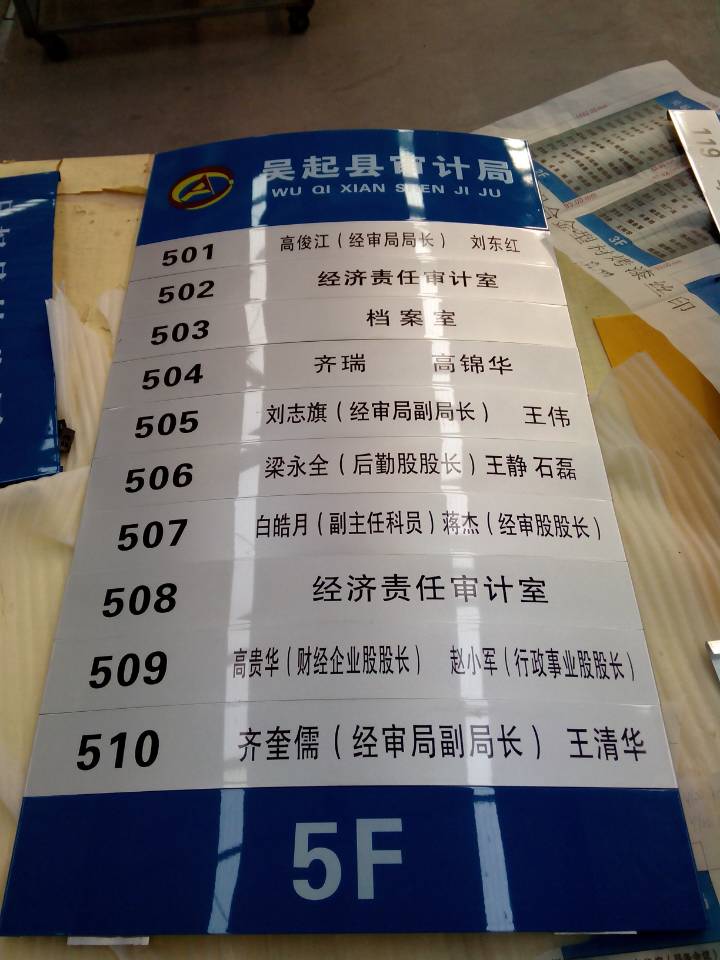 吴起县审计局
WU QI XIAN SHEN JI JU
501 高俊江（经审局局长） 刘东红
502 经济责任审计室
503 档案室
504 齐瑞 高锦华
505 刘志旗（经审局副局长） 王伟
506 梁永全（后勤股股长）王静 石磊
507 白皓月（副主任科员）蒋杰（经审股股长）
508 经济责任审计室
509 高贵华（财经企业股股长） 赵小军（行政事业股股长）
510 齐奎儒（经审局副局长） 王清华
5F
119
3F